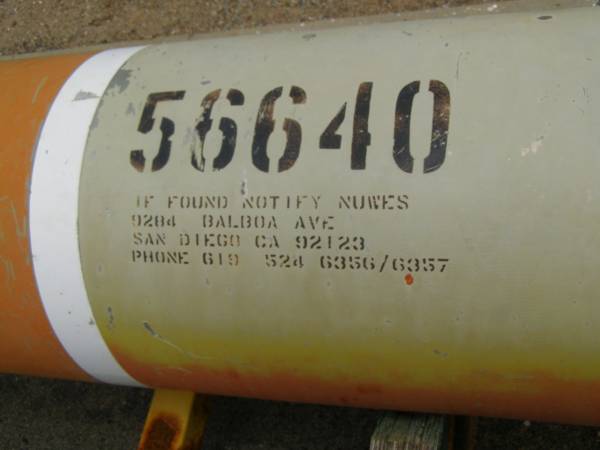 56640
IF FOUND NOTIFY NUWES
9284 BALBOA AVE
SAN DIEGO CA 92123
PHONE 619 524 6356/6357